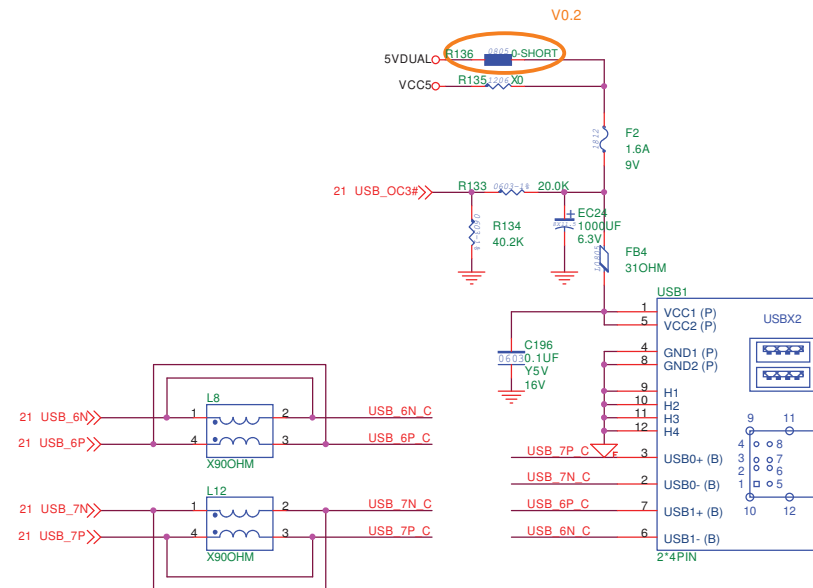 V0.2
5VDUAL
R136
0805
0-SHORT
VCC5
R135
1206
X0
1812
F2
1.6A
9V
21 USB_OC3#
R133
0603-1%
20.0K
0603-1%
R134
40.2K
EC24
1000UF
6.3V
L0805
FB4
31OHM
USB1
1 VCC1 (P)
5 VCC2 (P)
USBX2
4 GND1 (P)
8 GND2 (P)
C196
0603
0.1UF
Y5V
16V
9 H1
10 H2
11 H3
12 H4
F
USB_7P_C 3 USB0+ (B)
USB_7N_C 2 USB0- (B)
USB_6P_C 7 USB1+ (B)
USB_6N_C 6 USB1- (B)
2*4PIN
9 11
4 8
3 7
2 6
1 5
10 12
L8
21 USB_6N 1 2 USB_6N_C
21 USB_6P 4 3 USB_6P_C
X90OHM
L12
21 USB_7N 1 2 USB_7N_C
21 USB_7P 4 3 USB_7P_C
X90OHM